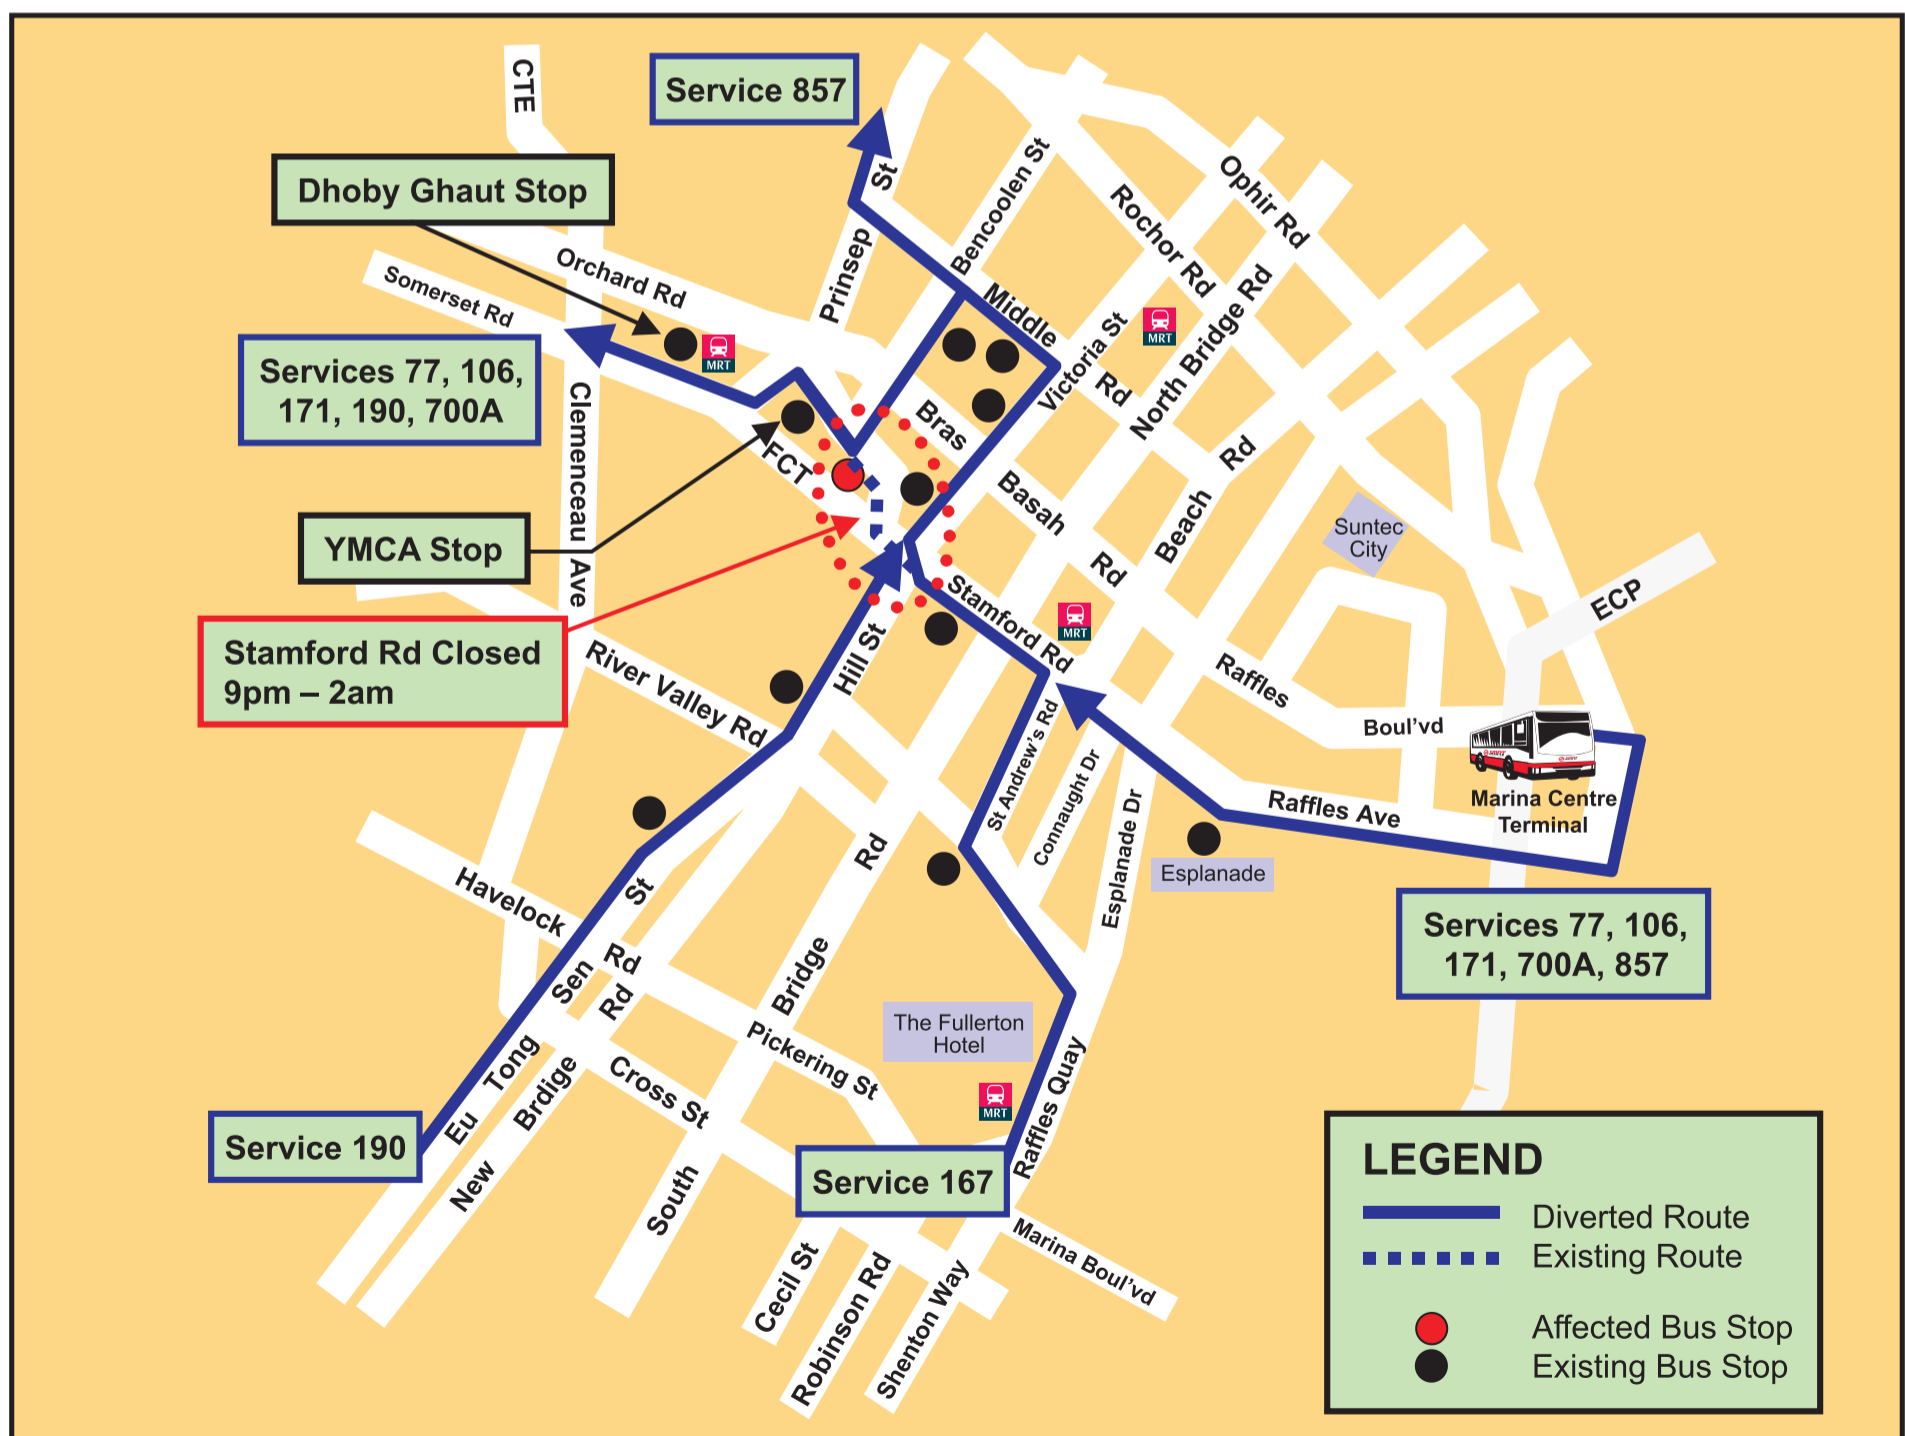 CTE
Service 857
Dhoby Ghaut Stop
Orchard Rd
Somerset Rd
Prinsep St
Bencoolen St
Ophir Rd
Rochor Rd
Middle Rd
Victoria St
North Bridge Rd
MRT
MRT
Services 77, 106,
171, 190, 700A
Clemenceau Ave
FCT
Bras Basah Rd
Beach Rd
Suntec
City
YMCA Stop
ECP
Stamford Rd
MRT
Stamford Rd Closed
9pm – 2am
River Valley Rd
Hill St
Raffles Boul’vd
St Andrew’s Rd
Connaught Dr
Esplanade Dr
Raffles Ave
Marina Centre
Terminal
Esplanade
Havelock Rd
Eu Tong Sen St
New Brdige Rd
South Bridge Rd
Services 77, 106,
171, 700A, 857
The Fullerton
Hotel
Pickering St
Cross St
MRT
Raffles Quay
Service 190
Service 167
Marina Boul’vd
Cecil St
Robinson Rd
Shenton Way
LEGEND
Diverted Route
Existing Route
Affected Bus Stop
Existing Bus Stop